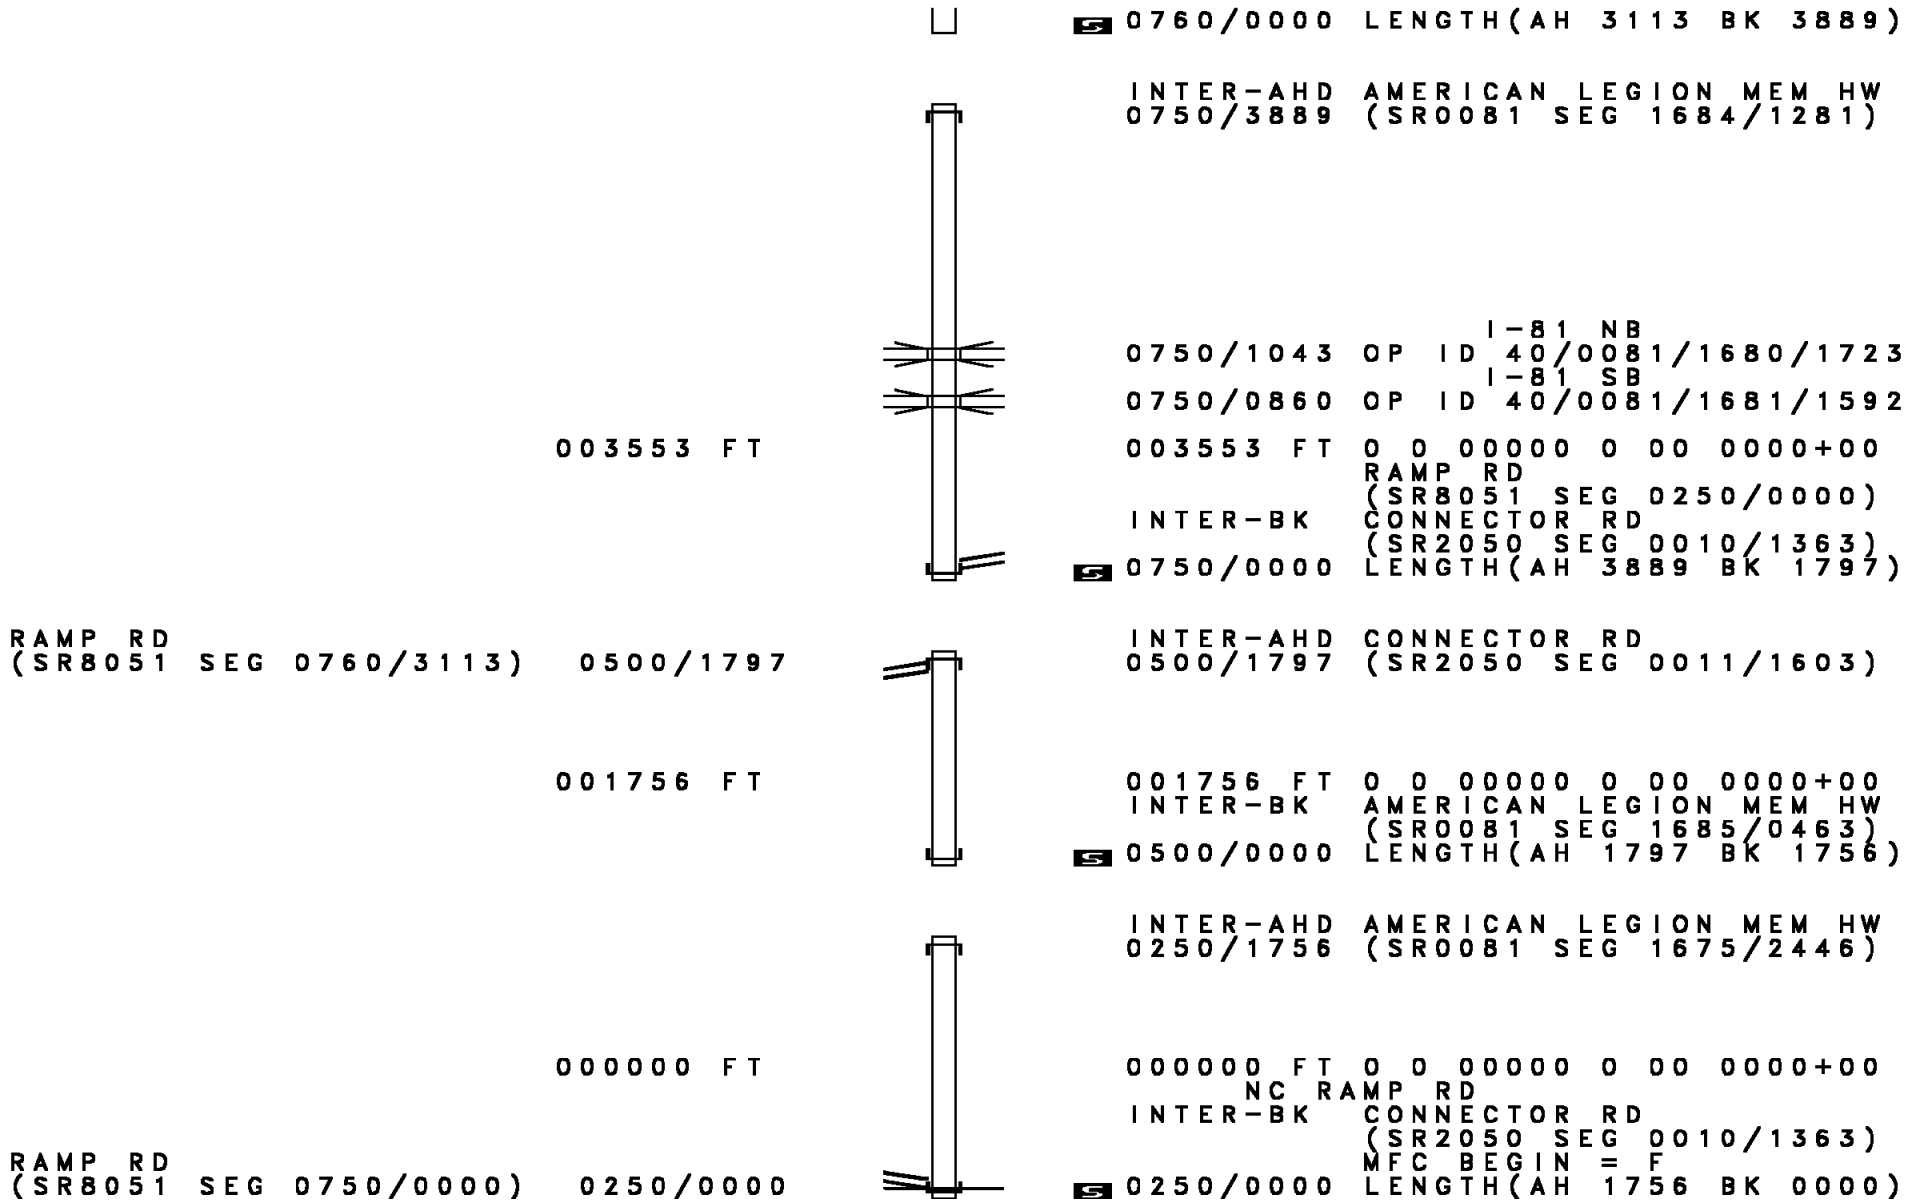 S 0760/0000 LENGTH(AH 3113 BK 3889)
INTER-AHD AMERICAN LEGION MEM HW
0750/3889 (SR0081 SEG 1684/1281)
I-81 NB
0750/1043 OP ID 40/0081/1680/1723
I-81 SB
0750/0860 OP ID 40/0081/1681/1592
003553 FT 003553 FT 0 0 00000 0 00 0000+00
RAMP RD
(SR8051 SEG 0250/0000)
INTER-BK CONNECTOR RD
(SR2050 SEG 0010/1363)
S 0750/0000 LENGTH(AH 3889 BK 1797)
RAMP RD INTER-AHD CONNECTOR RD
(SR8051 SEG 0760/3113) 0500/1797 0500/1797 (SR2050 SEG 0011/1603)
001756 FT 001756 FT 0 0 00000 0 00 0000+00
INTER-BK AMERICAN LEGION MEM HW
(SR0081 SEG 1685/0463)
S 0500/0000 LENGTH(AH 1797 BK 1756)
INTER-AHD AMERICAN LEGION MEM HW
0250/1756 (SR0081 SEG 1675/2446)
000000 FT 000000 FT 0 0 00000 0 00 0000+00
NC RAMP RD
INTER-BK CONNECTOR RD
(SR2050 SEG 0010/1363)
RAMP RD MFC BEGIN = F
(SR8051 SEG 0750/0000) 0250/0000 S 0250/0000 LENGTH(AH 1756 BK 0000)